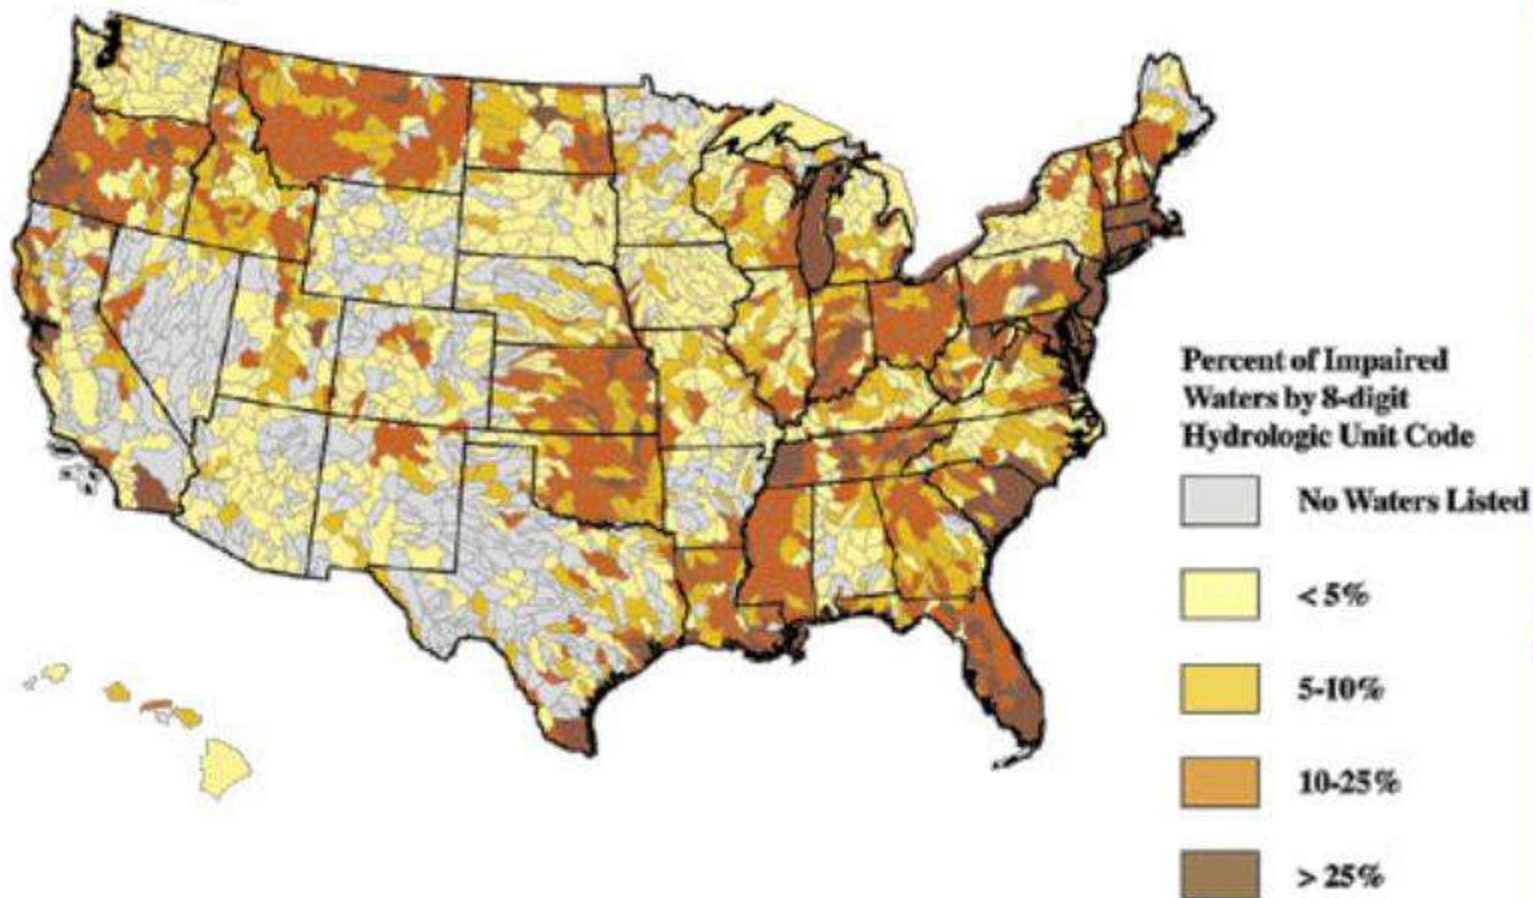 Percent of Impaired
Waters by 8-digit
Hydrologic Unit Code
No Waters Listed
< 5%
5-10%
10-25%
> 25%